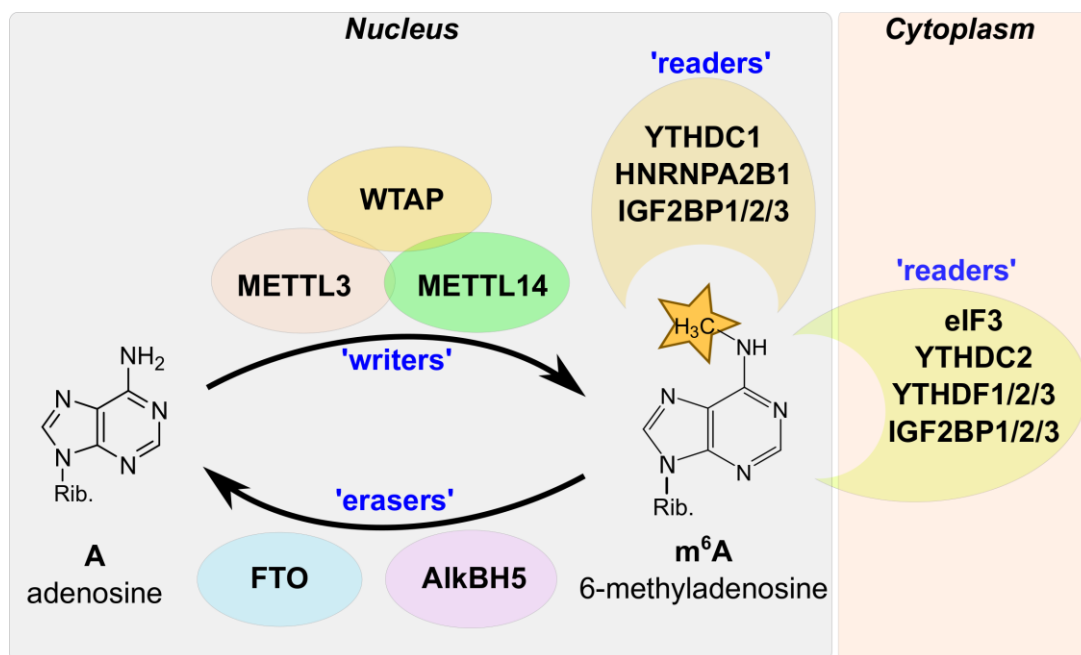 Nucleus
Cytoplasm
'readers'
YTHDC1
HNRNPA2B1
IGF2BP1/2/3
WTAP
METTL3
METTL14
'readers'
eIF3
YTHDC2
YTHDF1/2/3
IGF2BP1/2/3
'writers'
NH₂
N
N
N
N
Rib.
H₃C
NH
N
N
N
N
Rib.
'erasers'
FTO
AlkBH5
A
adenosine
m⁶A
6-methyladenosine